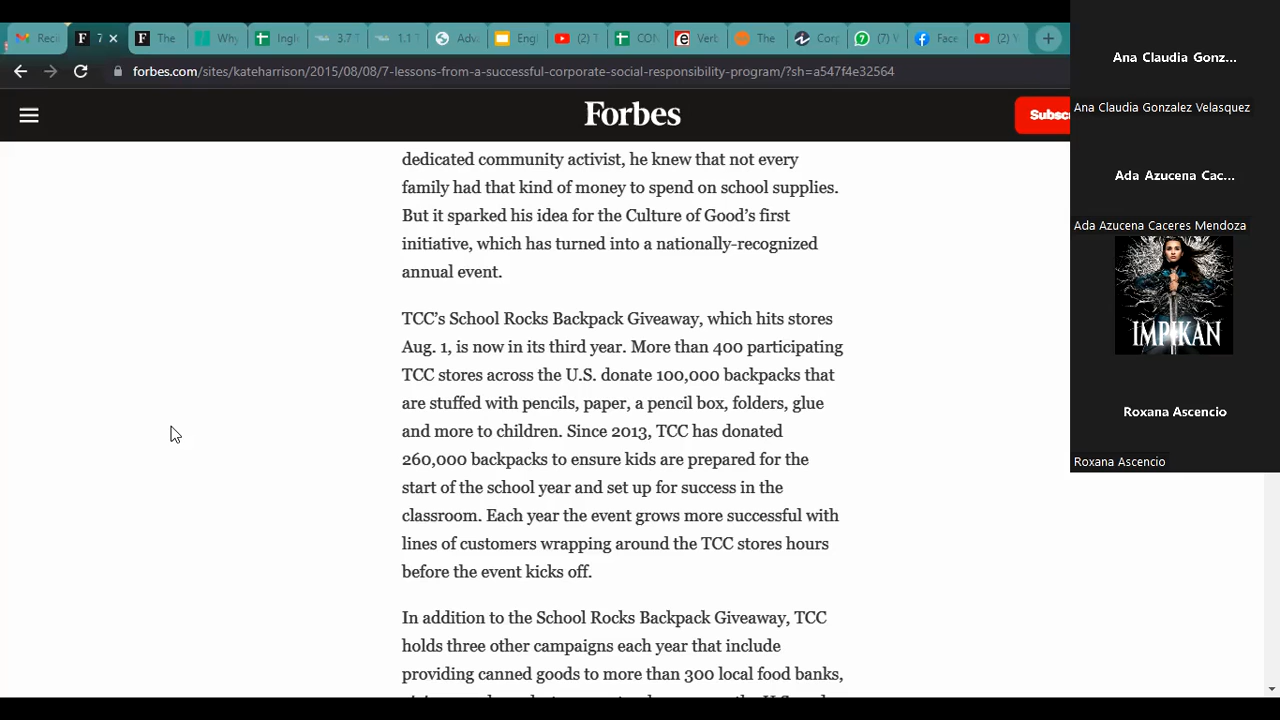 Reci
7
The
Why
Ingl
3.7 T
1.1 T
Adva
Engl
(2) T
CON
Verb
The
Corp
(7) V
Face
(2) V
forbes.com/sites/kateharrison/2015/08/08/7-lessons-from-a-successful-corporate-social-responsibility-program/?sh=a547f4e32564
Forbes
Subsc
dedicated community activist, he knew that not every
family had that kind of money to spend on school supplies.
But it sparked his idea for the Culture of Good’s first
initiative, which has turned into a nationally-recognized
annual event.
TCC’s School Rocks Backpack Giveaway, which hits stores
Aug. 1, is now in its third year. More than 400 participating
TCC stores across the U.S. donate 100,000 backpacks that
are stuffed with pencils, paper, a pencil box, folders, glue
and more to children. Since 2013, TCC has donated
260,000 backpacks to ensure kids are prepared for the
start of the school year and set up for success in the
classroom. Each year the event grows more successful with
lines of customers wrapping around the TCC stores hours
before the event kicks off.
In addition to the School Rocks Backpack Giveaway, TCC
holds three other campaigns each year that include
providing canned goods to more than 300 local food banks,
Ana Claudia Gonz...
Ana Claudia Gonzalez Velasquez
Ada Azucena Cac...
Ada Azucena Caceres Mendoza
IMPIKAN
Roxana Ascencio
Roxana Ascencio